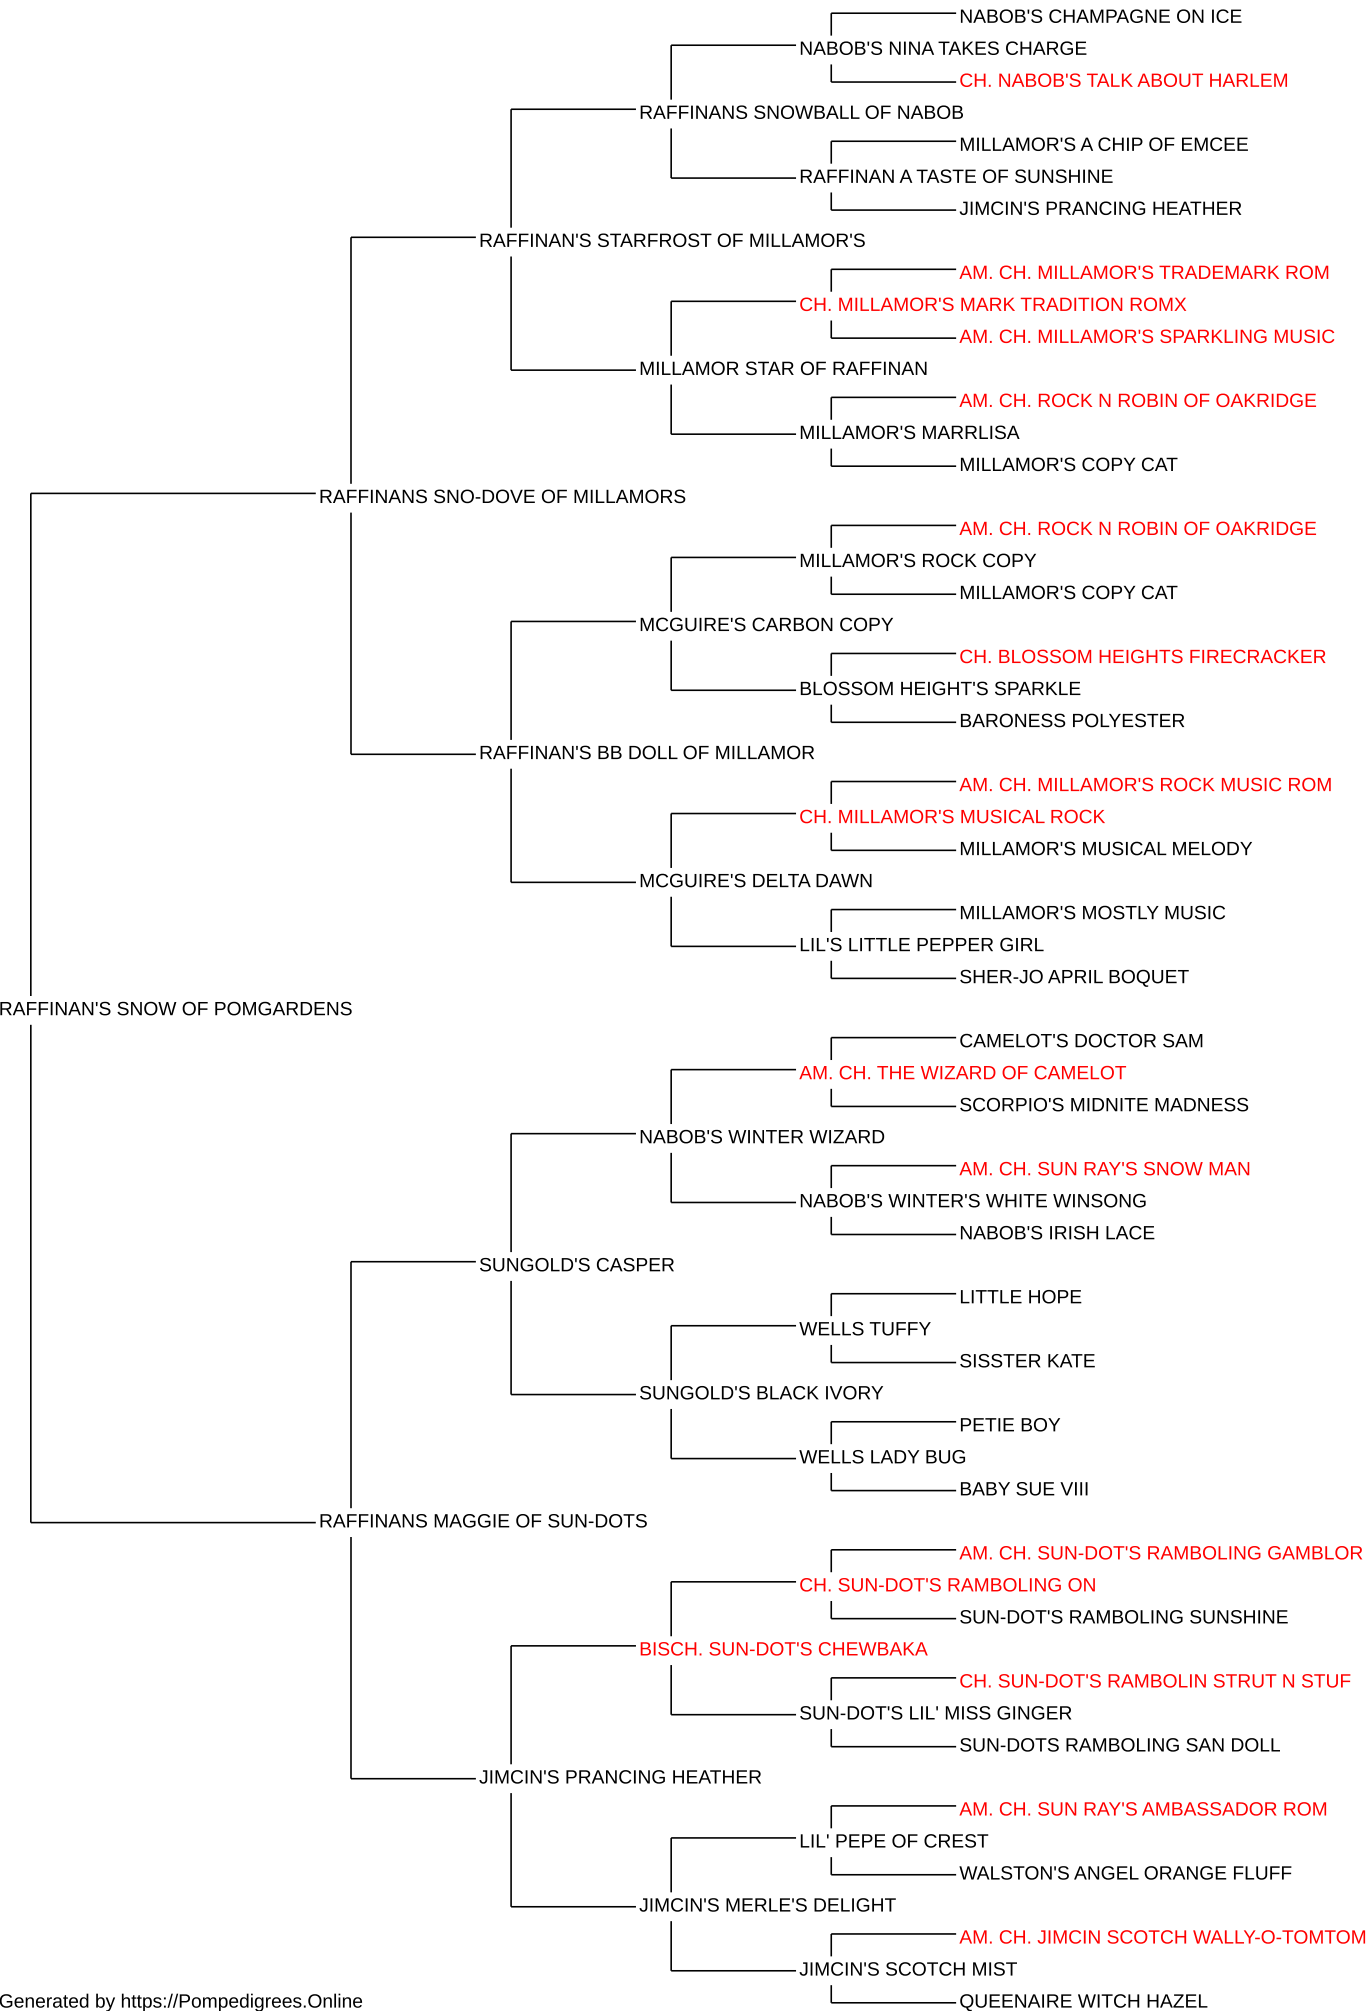 NABOB'S CHAMPAGNE ON ICE
NABOB'S NINA TAKES CHARGE
CH. NABOB'S TALK ABOUT HARLEM
RAFFINANS SNOWBALL OF NABOB
MILLAMOR'S A CHIP OF EMCEE
RAFFINAN A TASTE OF SUNSHINE
JIMCIN'S PRANCING HEATHER
RAFFINAN'S STARFROST OF MILLAMOR'S
AM. CH. MILLAMOR'S TRADEMARK ROM
CH. MILLAMOR'S MARK TRADITION ROMX
AM. CH. MILLAMOR'S SPARKLING MUSIC
MILLAMOR STAR OF RAFFINAN
AM. CH. ROCK N ROBIN OF OAKRIDGE
MILLAMOR'S MARRLISA
MILLAMOR'S COPY CAT
RAFFINANS SNO-DOVE OF MILLAMORS
AM. CH. ROCK N ROBIN OF OAKRIDGE
MILLAMOR'S ROCK COPY
MILLAMOR'S COPY CAT
MCGUIRE'S CARBON COPY
CH. BLOSSOM HEIGHTS FIRECRACKER
BLOSSOM HEIGHT'S SPARKLE
BARONESS POLYESTER
RAFFINAN'S BB DOLL OF MILLAMOR
AM. CH. MILLAMOR'S ROCK MUSIC ROM
CH. MILLAMOR'S MUSICAL ROCK
MILLAMOR'S MUSICAL MELODY
MCGUIRE'S DELTA DAWN
MILLAMOR'S MOSTLY MUSIC
LIL'S LITTLE PEPPER GIRL
SHER-JO APRIL BOQUET
RAFFINAN'S SNOW OF POMGARDENS
CAMELOT'S DOCTOR SAM
AM. CH. THE WIZARD OF CAMELOT
SCORPIO'S MIDNITE MADNESS
NABOB'S WINTER WIZARD
AM. CH. SUN RAY'S SNOW MAN
NABOB'S WINTER'S WHITE WINSONG
NABOB'S IRISH LACE
SUNGOLD'S CASPER
LITTLE HOPE
WELLS TUFFY
SISSTER KATE
SUNGOLD'S BLACK IVORY
PETIE BOY
WELLS LADY BUG
BABY SUE VIII
RAFFINANS MAGGIE OF SUN-DOTS
AM. CH. SUN-DOT'S RAMBOLING GAMBLOR
CH. SUN-DOT'S RAMBOLING ON
SUN-DOT'S RAMBOLING SUNSHINE
BISCH. SUN-DOT'S CHEWBAKA
CH. SUN-DOT'S RAMBOLIN STRUT N STUF
SUN-DOT'S LIL' MISS GINGER
SUN-DOTS RAMBOLING SAN DOLL
JIMCIN'S PRANCING HEATHER
AM. CH. SUN RAY'S AMBASSADOR ROM
LIL' PEPE OF CREST
WALSTON'S ANGEL ORANGE FLUFF
JIMCIN'S MERLE'S DELIGHT
AM. CH. JIMCIN SCOTCH WALLY-O-TOMTOM
JIMCIN'S SCOTCH MIST
QUEENAIRE WITCH HAZEL
Generated by https://Pompedigrees.Online